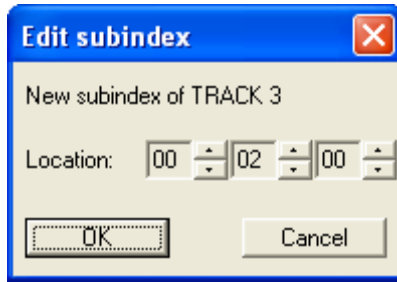 Edit subindex
New subindex of TRACK 3
Location: 00 02 00
OK Cancel